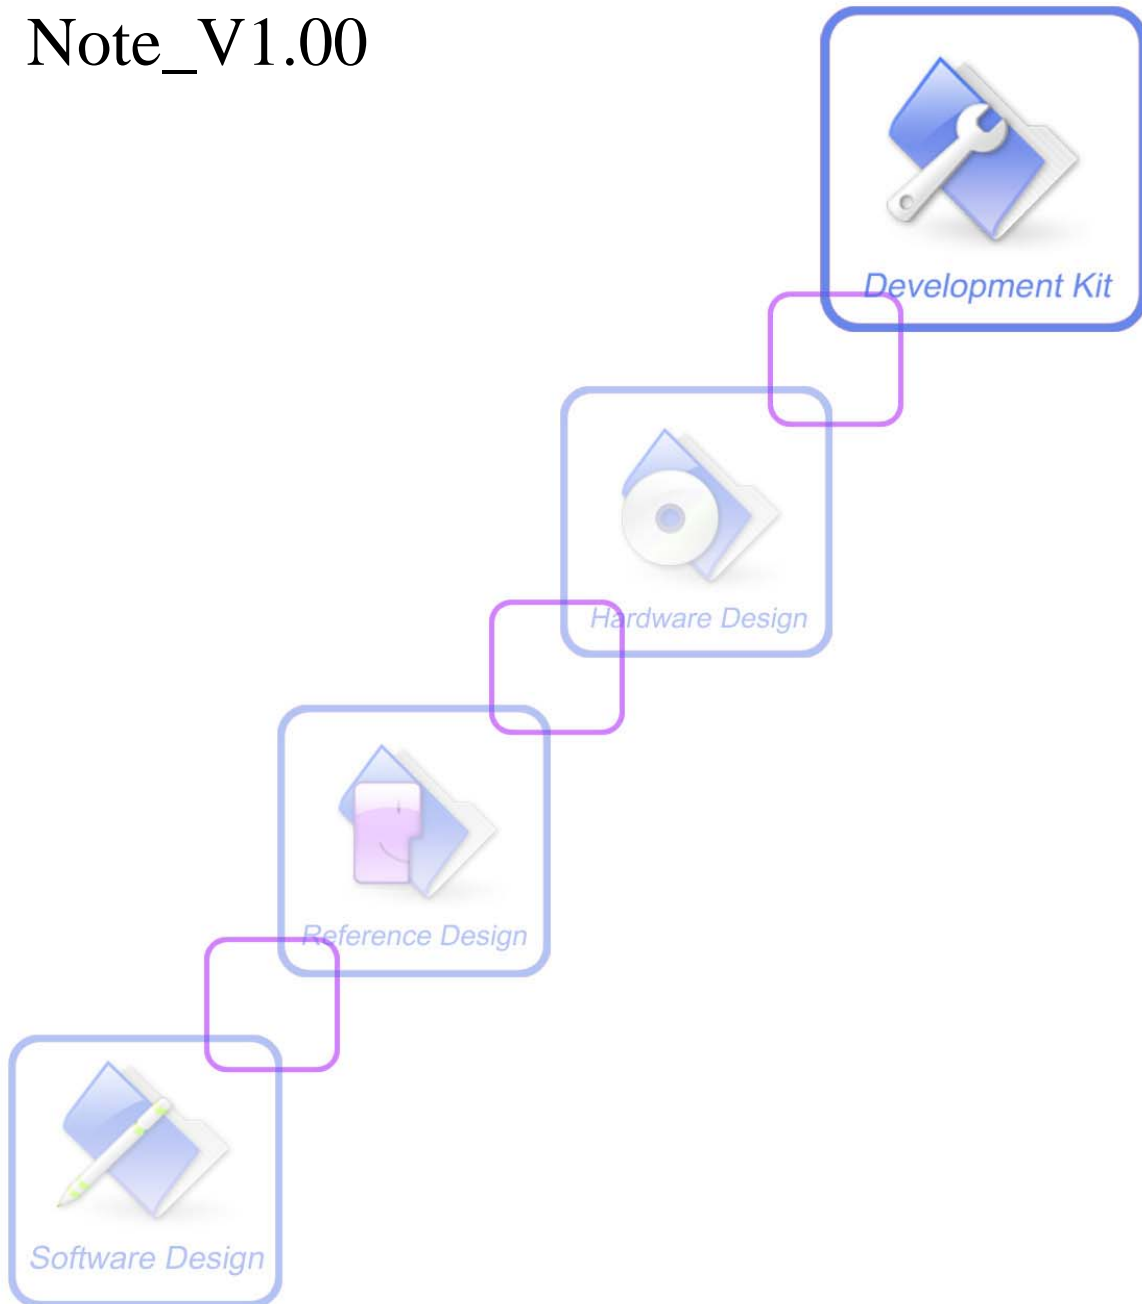 Note_V1.00
Development Kit
Hardware Design
Reference Design
Software Design